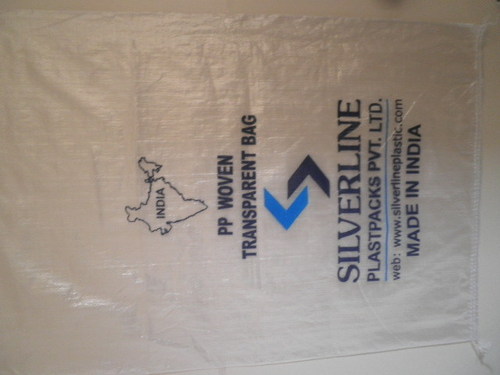 INDIA
PP WOVEN
TRANSPARENT BAG
SILVERLINE
PLASTPACKS PVT. LTD.
web: www.silverlineplastic.com
MADE IN INDIA